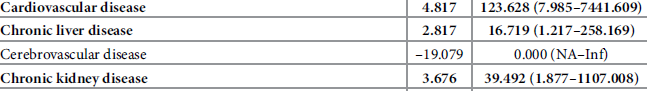 Cardiovascular disease 4.817 123.628 (7.985–7441.609)
Chronic liver disease 2.817 16.719 (1.217–258.169)
Cerebrovascular disease –19.079 0.000 (NA–Inf)
Chronic kidney disease 3.676 39.492 (1.877–1107.008)